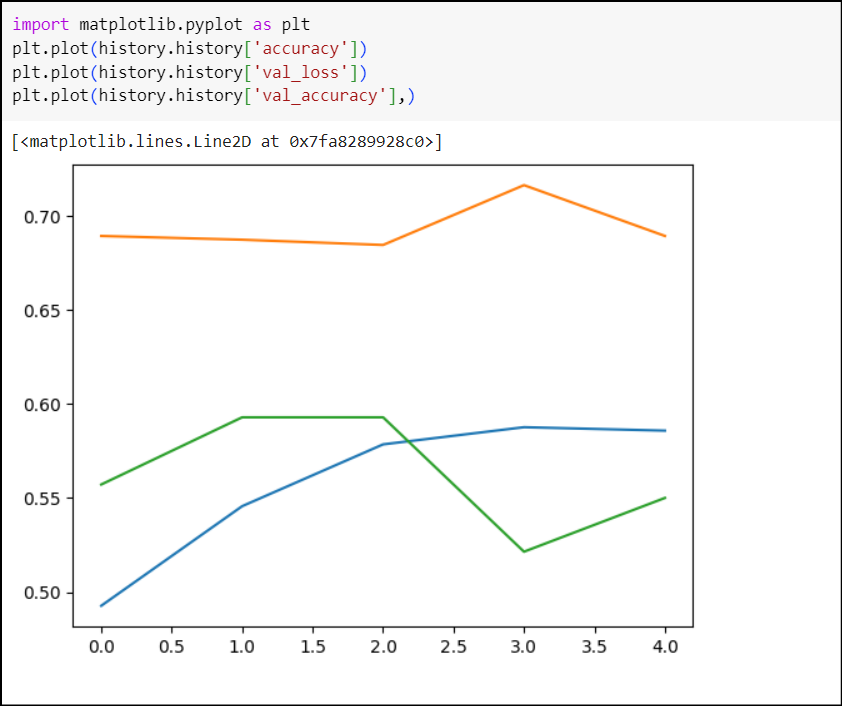 import matplotlib.pyplot as plt
plt.plot(history.history['accuracy'])
plt.plot(history.history['val_loss'])
plt.plot(history.history['val_accuracy'],)
[<matplotlib.lines.Line2D at 0x7fa8289928c0>]
0.70
0.65
0.60
0.55
0.50
0.0 0.5 1.0 1.5 2.0 2.5 3.0 3.5 4.0